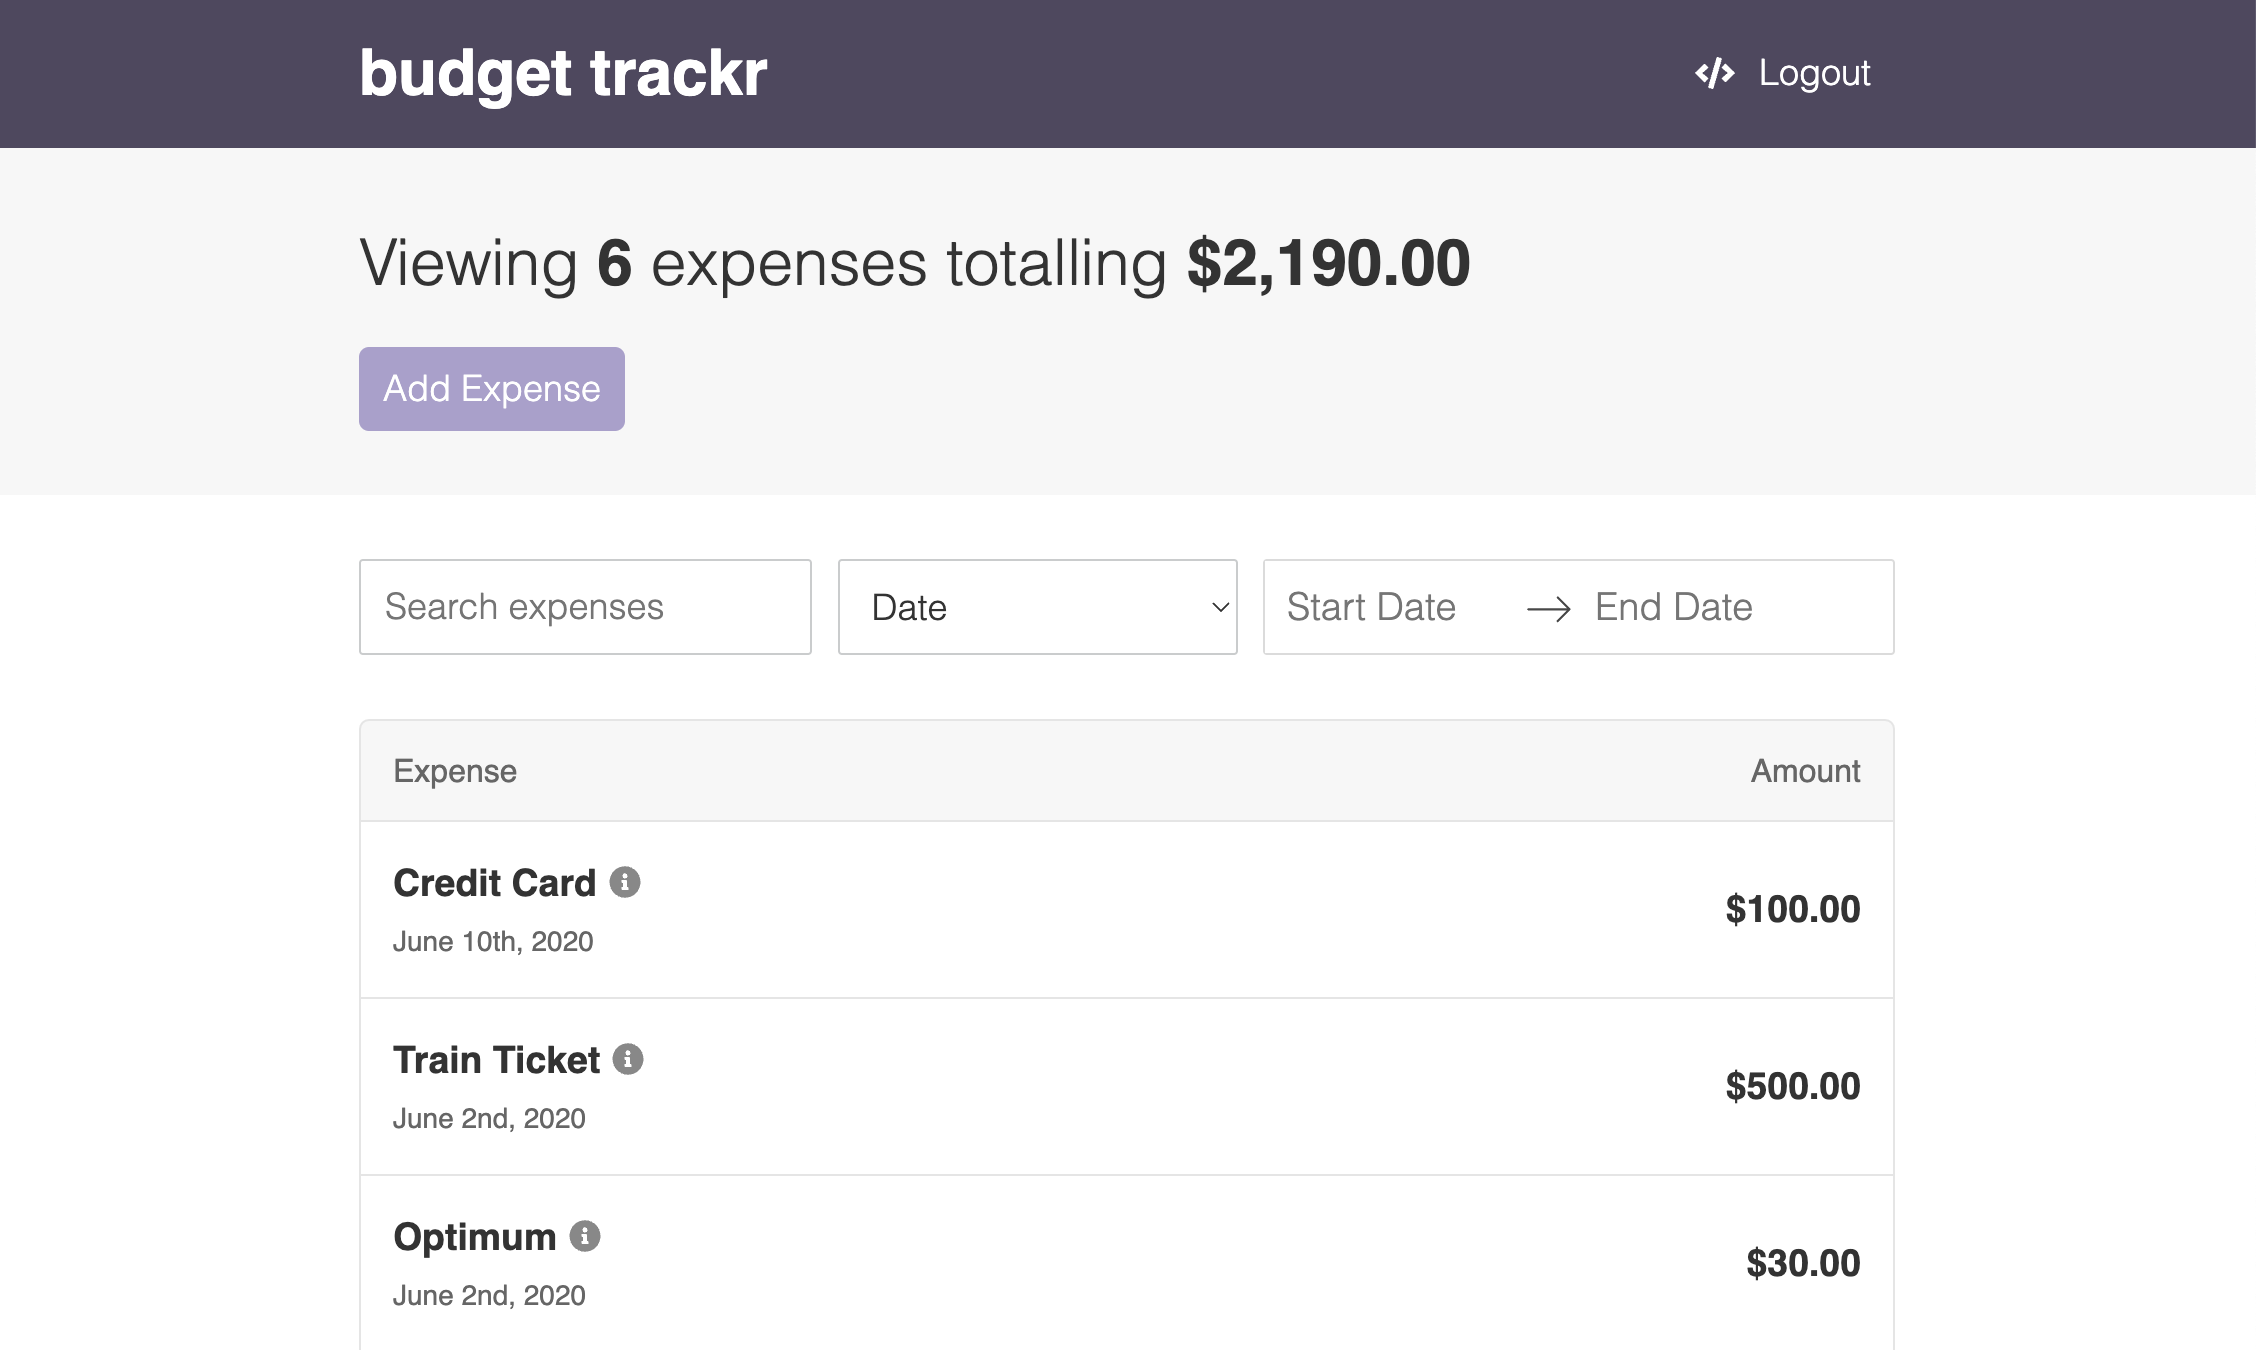 budget trackr
Logout
Viewing 6 expenses totalling $2,190.00
Add Expense
Search expenses
Date
Start Date
End Date
Expense
Amount
Credit Card
June 10th, 2020
$100.00
Train Ticket
June 2nd, 2020
$500.00
Optimum
June 2nd, 2020
$30.00